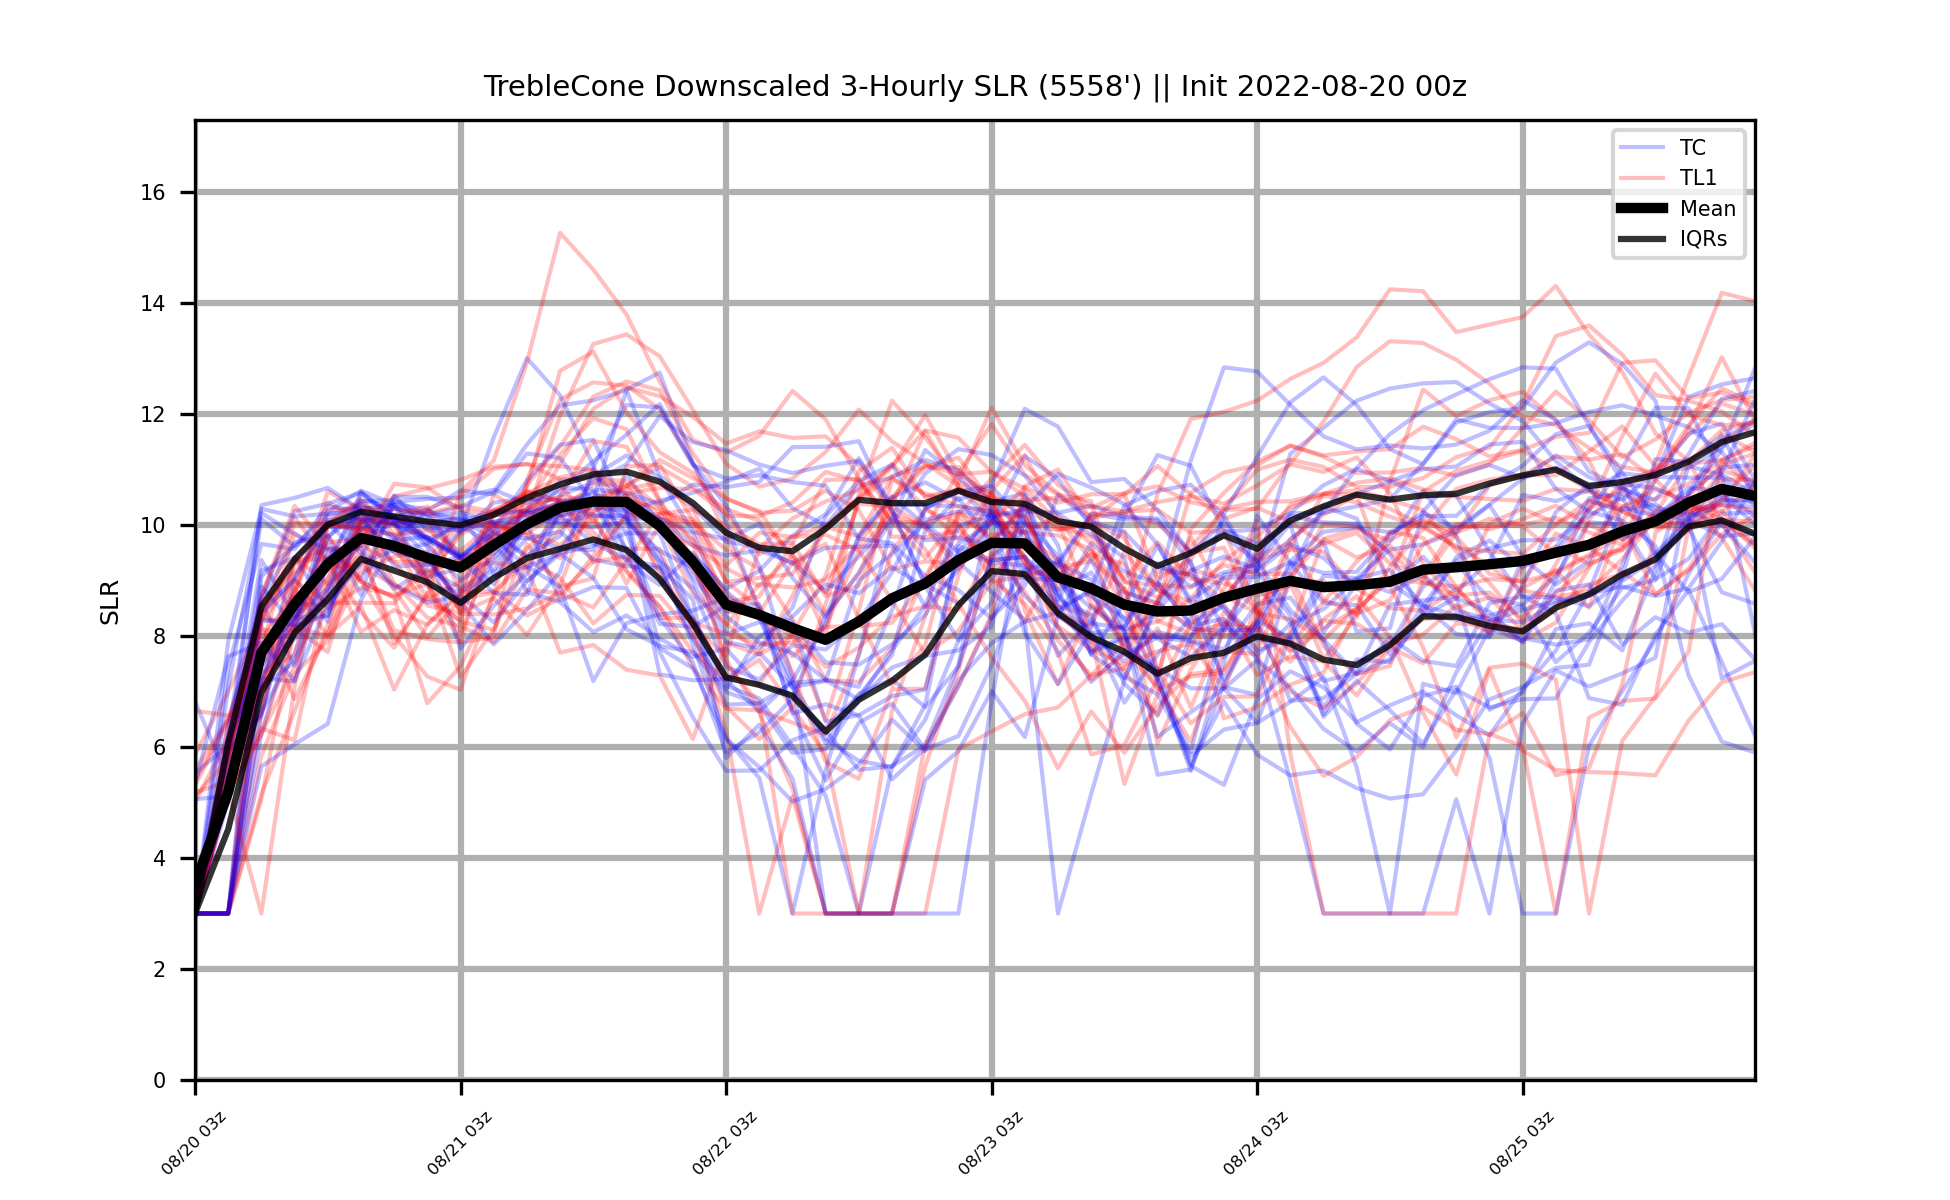 TrebleCone Downscaled 3-Hourly SLR (5558') || Init 2022-08-20 00z
TC
TL1
Mean
IQRs
SLR
16
14
12
10
8
6
4
2
0
08/20 03z
08/21 03z
08/22 03z
08/23 03z
08/24 03z
08/25 03z